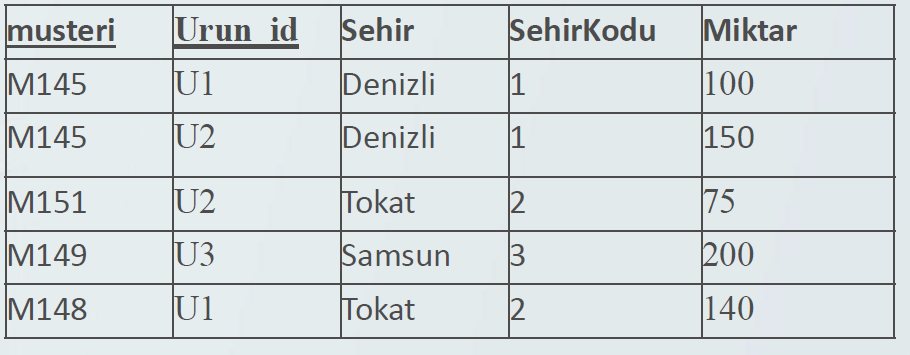 musteri Urun_id Sehir SehirKodu Miktar
M145 U1 Denizli 1 100
M145 U2 Denizli 1 150
M151 U2 Tokat 2 75
M149 U3 Samsun 3 200
M148 U1 Tokat 2 140